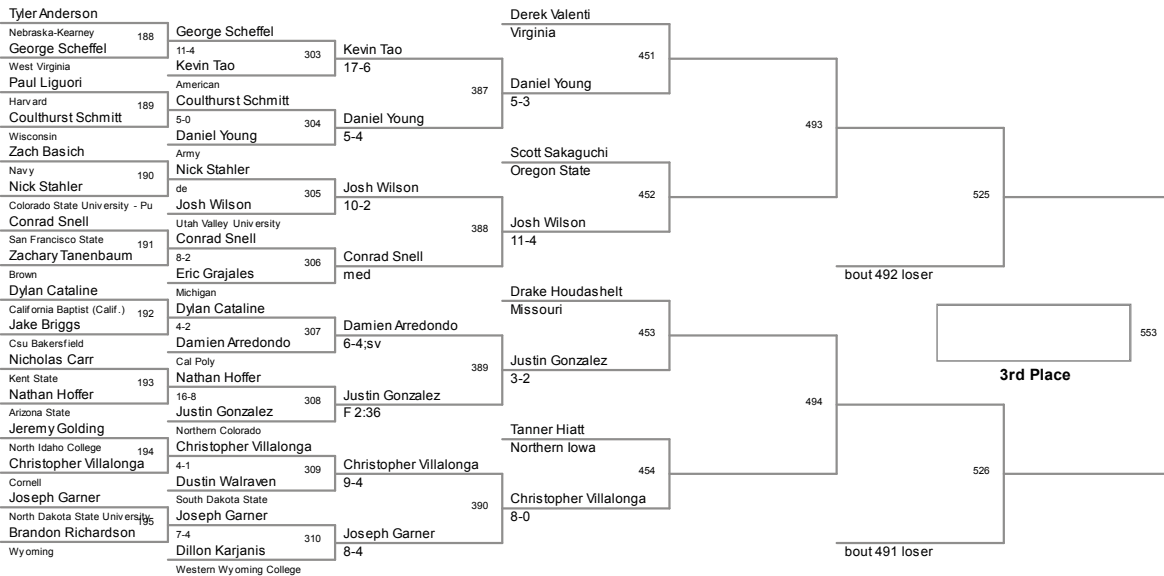 Tyler Anderson
Nebraska-Kearney
188
George Scheffel
West Virginia
Paul Liguori
Harvard
189
Coulthurst Schmitt
Wisconsin
Zach Basich
Navy
190
Nick Stahler
Colorado State University - Pu
Conrad Snell
San Francisco State
191
Zachary Tanenbaum
Brown
Dylan Cataline
California Baptist (Calif.)
192
Jake Briggs
Csu Bakersfield
Nicholas Carr
Kent State
193
Nathan Hoffer
Arizona State
Jeremy Golding
North Idaho College
194
Christopher Villalonga
Cornell
Joseph Garner
North Dakota State University
195
Brandon Richardson
Wyoming
George Scheffel
11-4
303
Kevin Tao
American
Coulthurst Schmitt
5-0
304
Daniel Young
Army
Nick Stahler
de
305
Josh Wilson
Utah Valley University
Conrad Snell
8-2
306
Eric Grajales
Michigan
Dylan Cataline
4-2
307
Damien Arredondo
Cal Poly
Nathan Hoffer
16-8
308
Justin Gonzalez
Northern Colorado
Christopher Villalonga
4-1
309
Dustin Walraven
South Dakota State
Joseph Garner
7-4
310
Dillon Karjanis
Western Wyoming College
Kevin Tao
17-6
387
Daniel Young
5-4
Josh Wilson
10-2
388
Conrad Snell
med
Damien Arredondo
6-4;sv
389
Justin Gonzalez
F 2:36
Christopher Villalonga
9-4
390
Joseph Garner
8-4
Derek Valenti
Virginia
451
Daniel Young
5-3
Scott Sakaguchi
Oregon State
452
Josh Wilson
11-4
Drake Houdashelt
Missouri
453
Justin Gonzalez
3-2
Tanner Hiatt
Northern Iowa
454
Christopher Villalonga
8-0
493
494
525
bout 492 loser
526
bout 491 loser
553
3rd Place